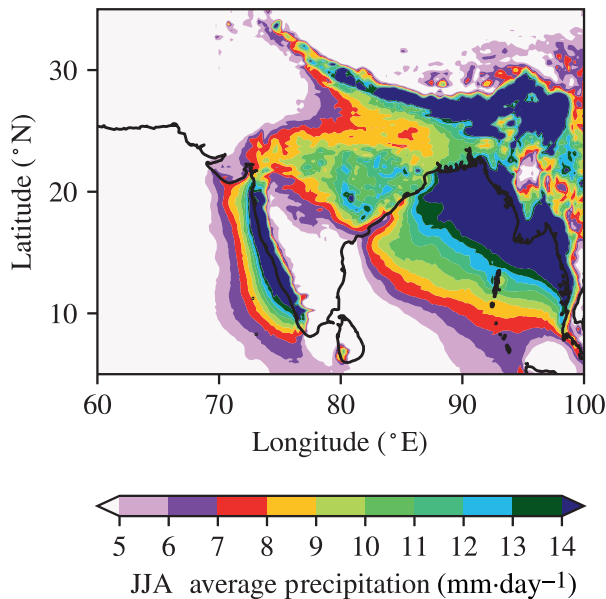 30
20
10
Latitude (°N)
60 70 80 90 100
Longitude (°E)
5 6 7 8 9 10 11 12 13 14
JJA average precipitation (mm·day−1)